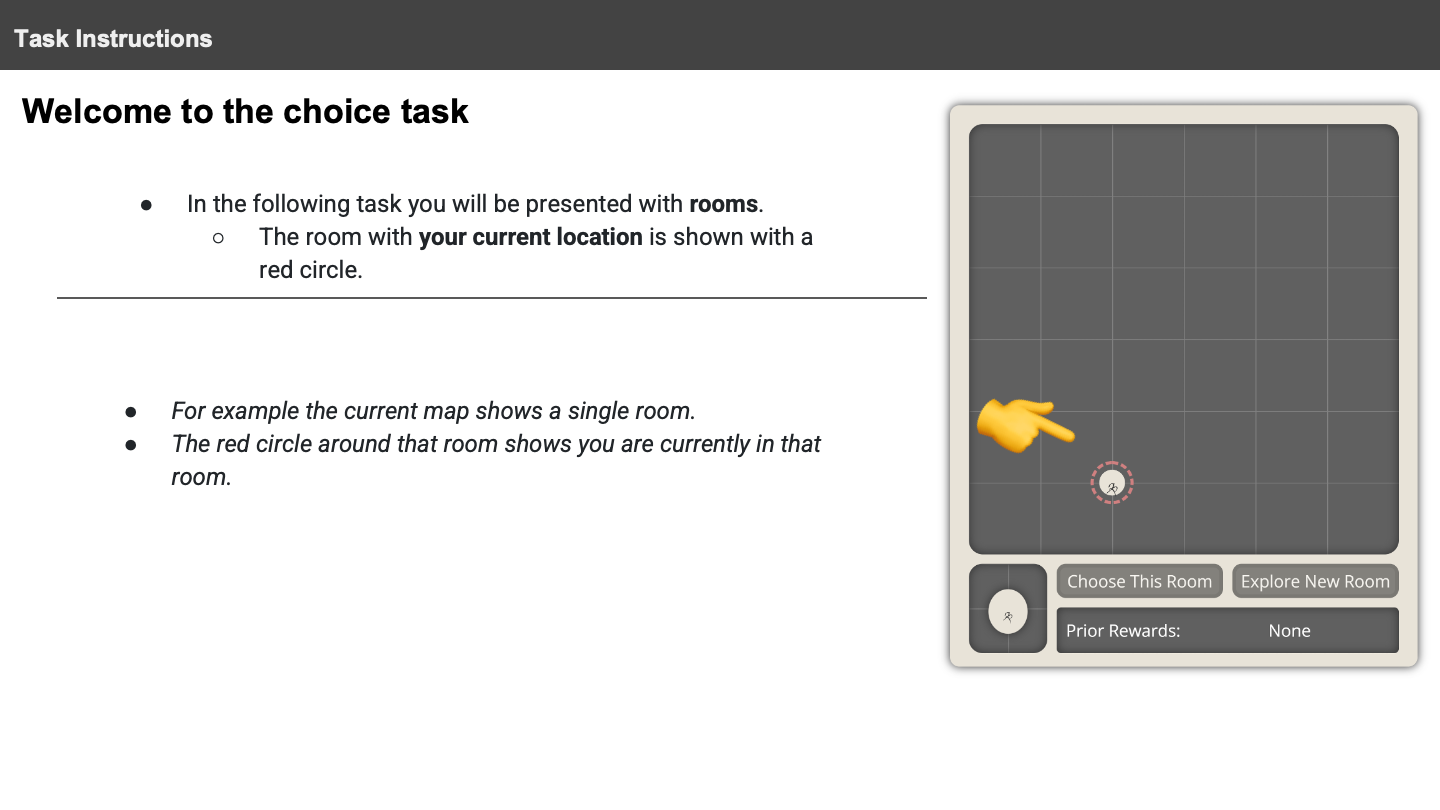 Task Instructions
Welcome to the choice task
● In the following task you will be presented with rooms.
○ The room with your current location is shown with a
red circle.
● For example the current map shows a single room.
● The red circle around that room shows you are currently in that
room.
Choose This Room
Explore New Room
Prior Rewards: None